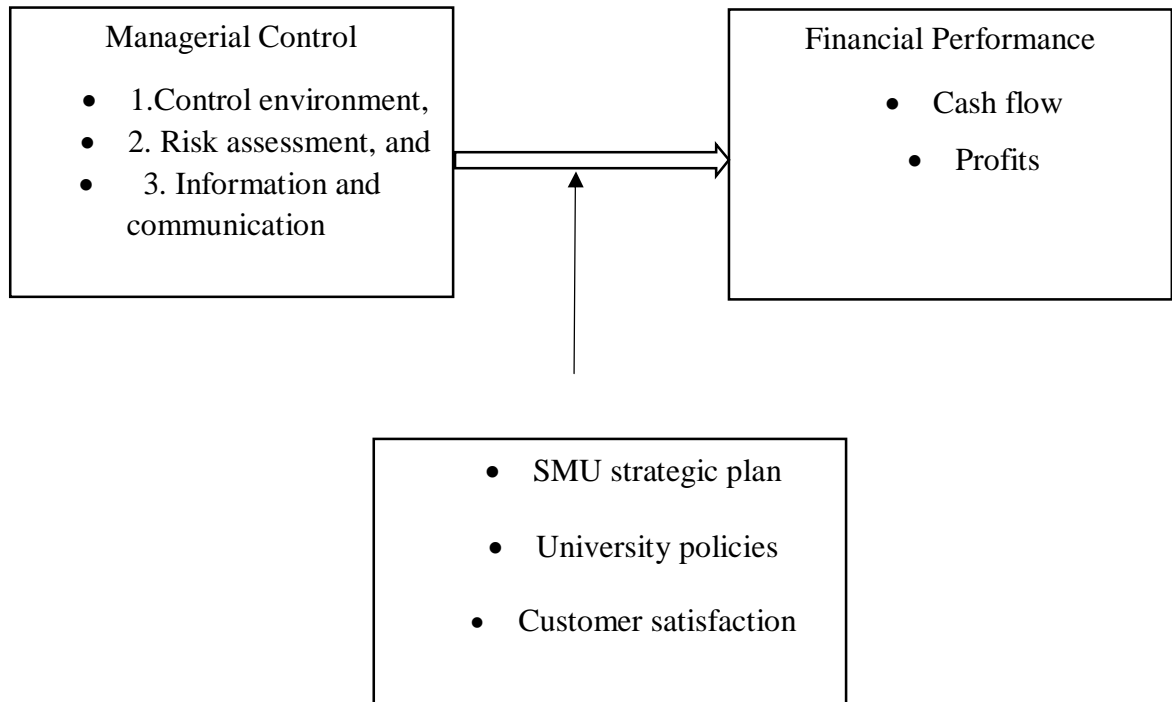 Managerial Control
• 1.Control environment,
• 2. Risk assessment, and
• 3. Information and
communication
Financial Performance
• Cash flow
• Profits
• SMU strategic plan
• University policies
• Customer satisfaction